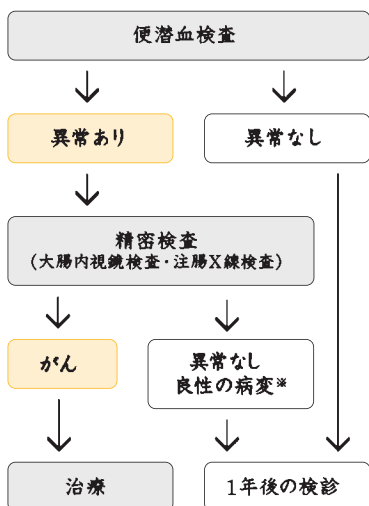 便潜血検査
異常あり
異常なし
精密検査
(大腸内視鏡検査・注腸X線検査)
がん
異常なし
良性の病変※
治療
1年後の検診